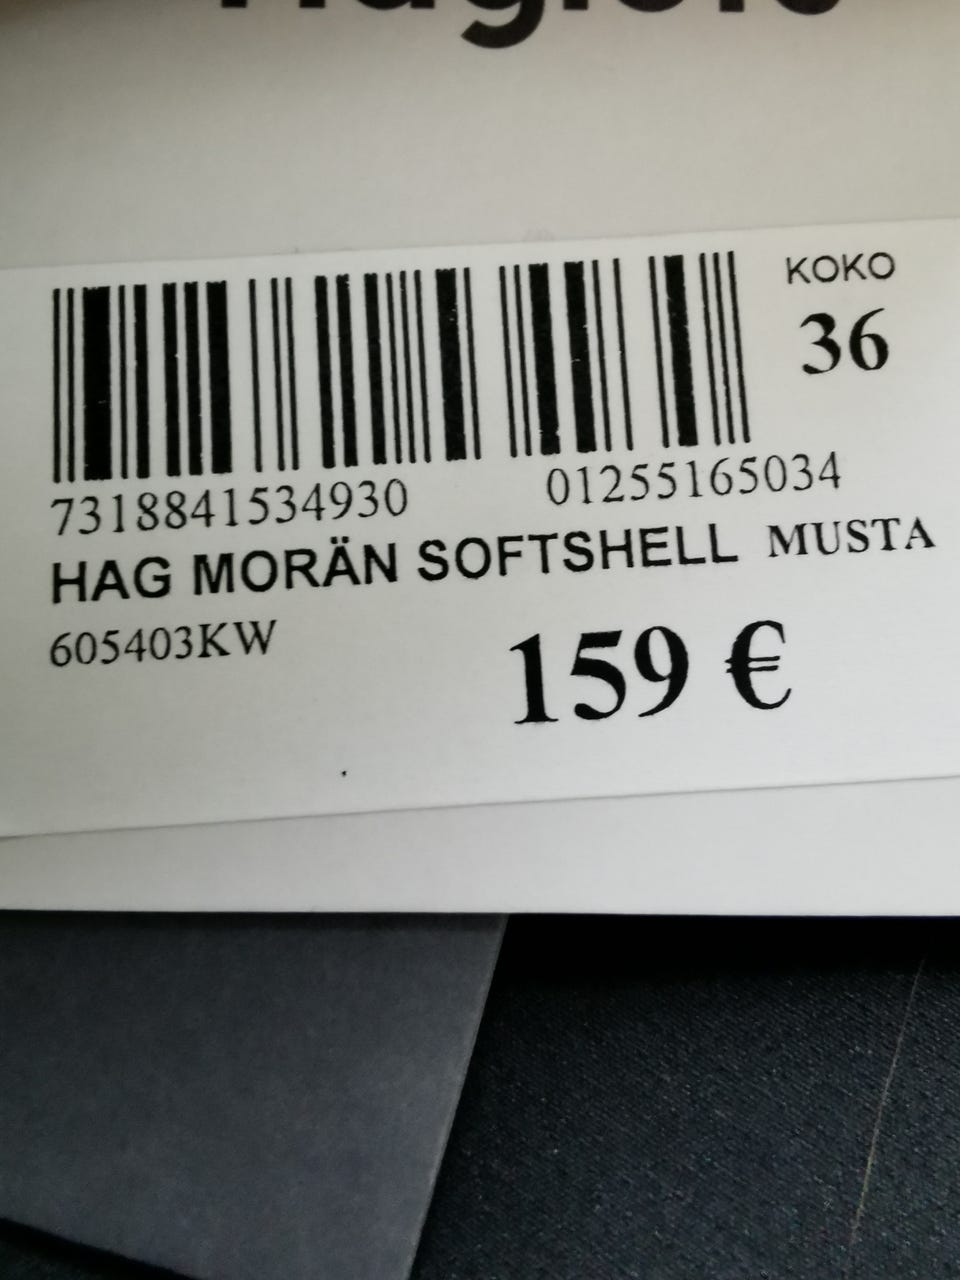 KOKO
36
7318841534930 01255165034
HAG MORÄN SOFTSHELL MUSTA
605403KW
159 €